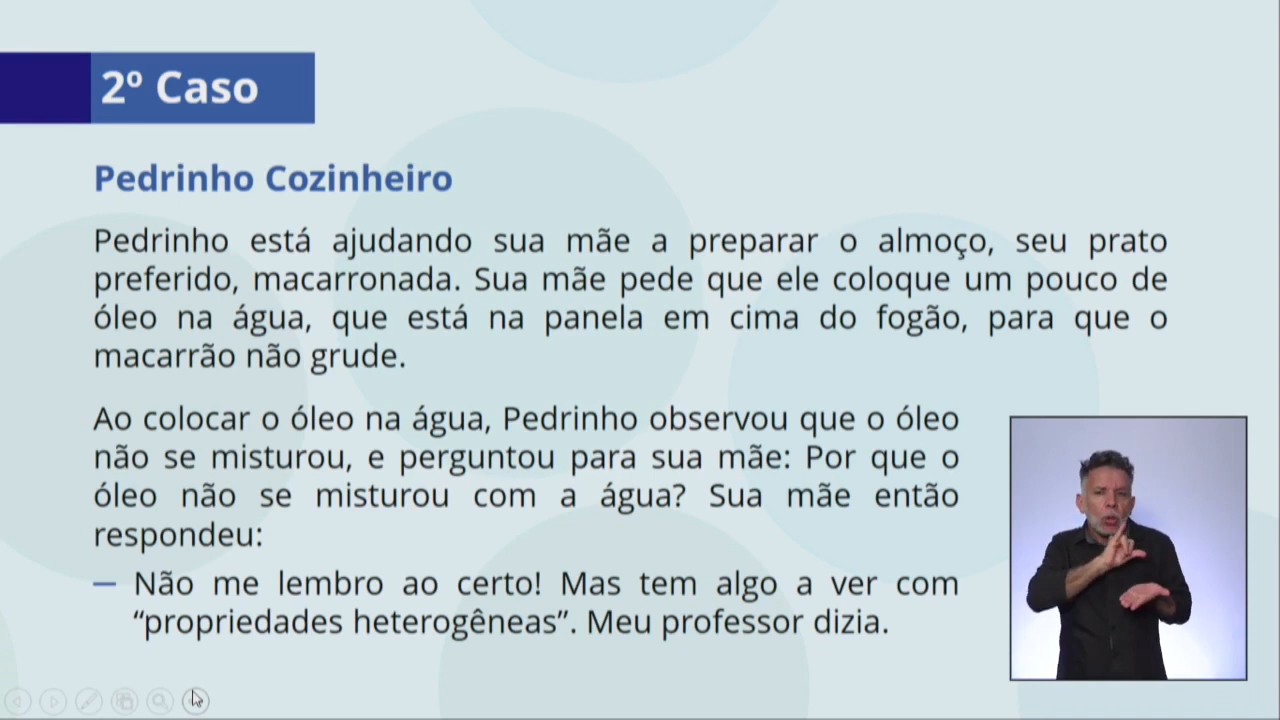 2º Caso
Pedrinho Cozinheiro
Pedrinho está ajudando sua mãe a preparar o almoço, seu prato
preferido, macarronada. Sua mãe pede que ele coloque um pouco de
óleo na água, que está na panela em cima do fogão, para que o
macarrão não grude.
Ao colocar o óleo na água, Pedrinho observou que o óleo
não se misturou, e perguntou para sua mãe: Por que o
óleo não se misturou com a água? Sua mãe então
respondeu:
— Não me lembro ao certo! Mas tem algo a ver com
“propriedades heterogêneas”. Meu professor dizia.